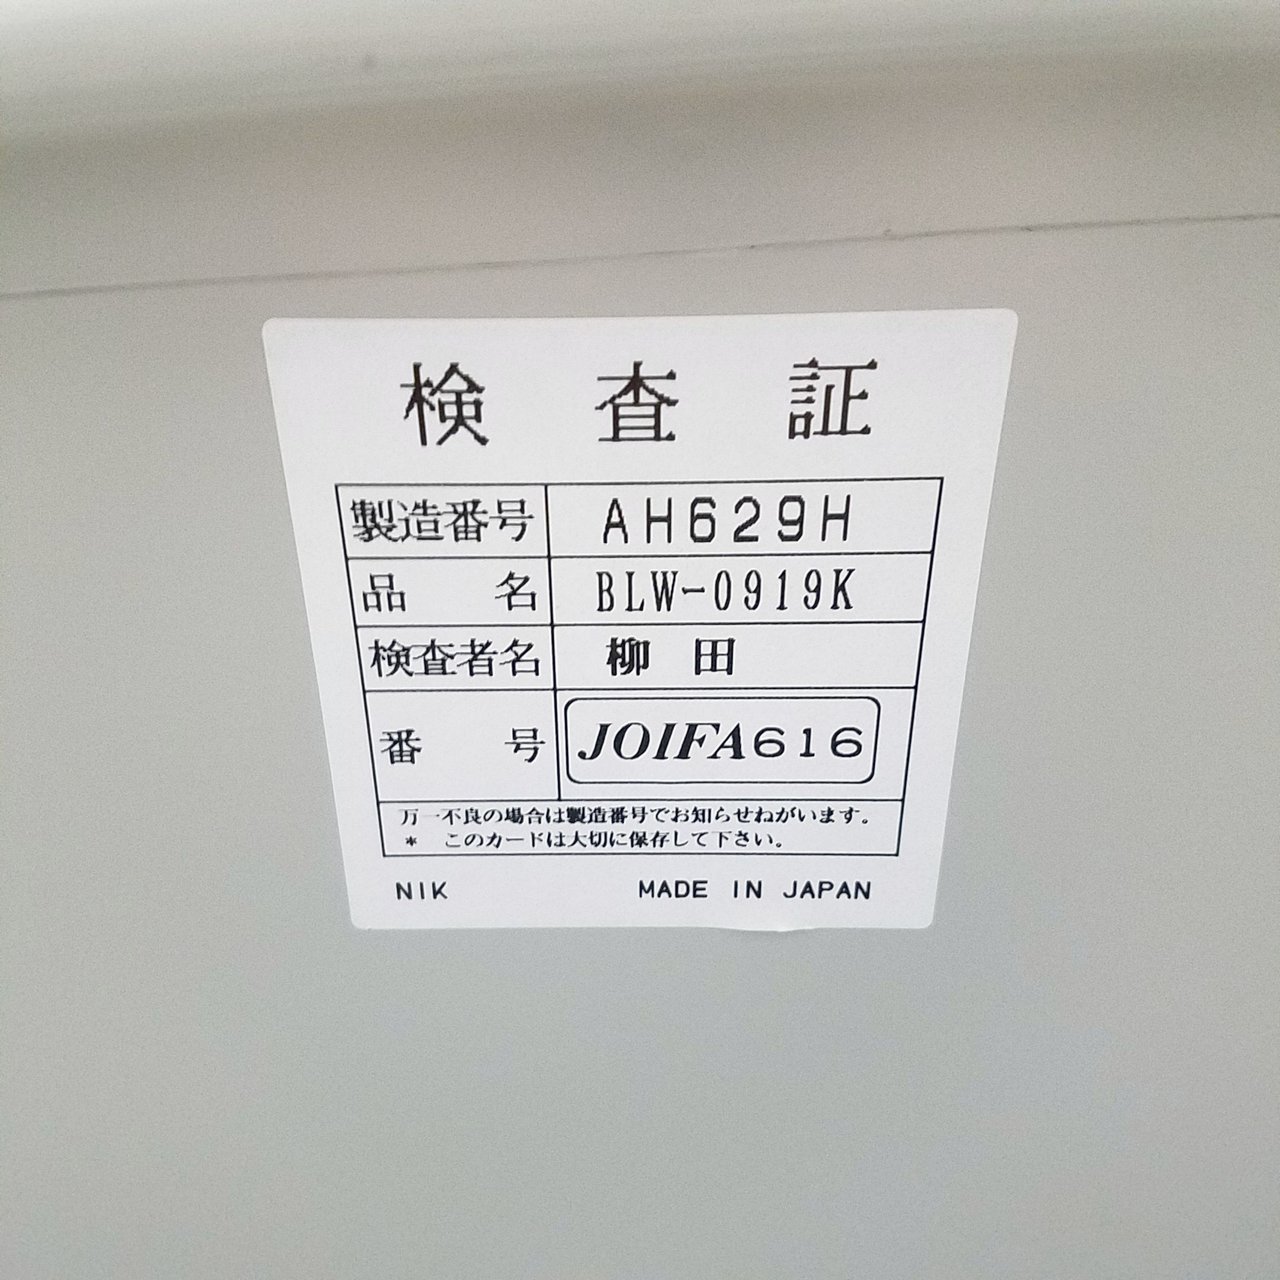 検査証
製造番号 AH629H
品名 BLW-0919K
検査者名 柳田
番号 JOIFA616
万一不良の場合は製造番号でお知らせねがいます。
* このカードは大切に保存して下さい。
NIK MADE IN JAPAN